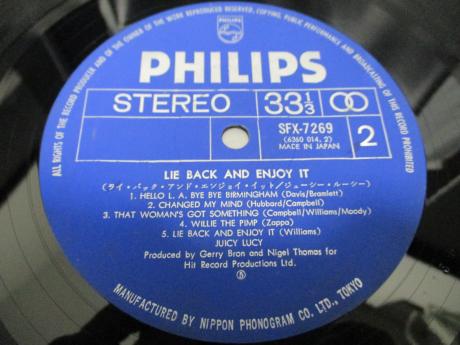 ALL RIGHTS OF THE RECORD PRODUCER AND OF THE OWNER OF THE WORK REPRODUCED RESERVED. COPYING, PUBLIC PERFORMANCE AND BROADCASTING OF THIS RECORD PROHIBITED
PHILIPS
PHILIPS
STEREO 33 1/3
SFX-7269
(6360 014, 2)
MADE IN JAPAN
2
LIE BACK AND ENJOY IT
(ライ・バック・アンド・エンジョイ・イット/ジューシー・ルーシー)
1. HELLO L. A. BYE BYE BIRMINGHAM (Davis/Bramlett)
2. CHANGED MY MIND (Hubbard/Campbell)
3. THAT WOMAN'S GOT SOMETHING (Campbell/Williams/Moody)
4. WILLIE THE PIMP (Zappa)
5. LIE BACK AND ENJOY IT (Williams)
JUICY LUCY
Produced by Gerry Bron and Nigel Thomas for
Hit Record Productions Ltd.
MANUFACTURED BY NIPPON PHONOGRAM CO. LTD., TOKYO